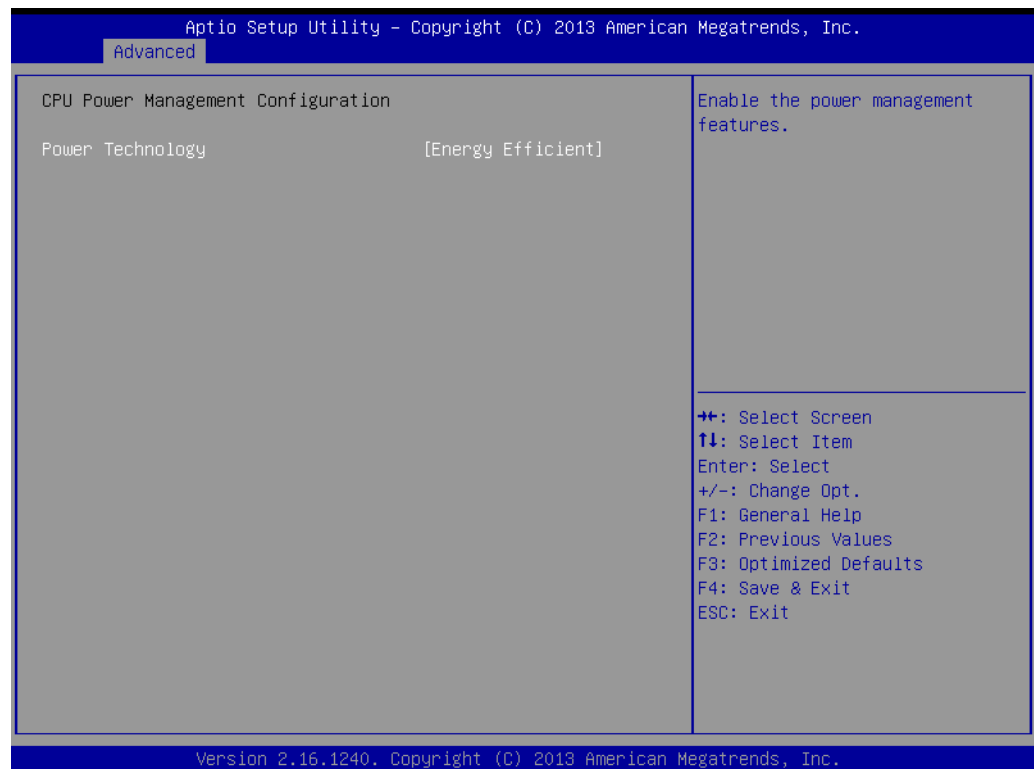 Aptio Setup Utility – Copyright (C) 2013 American Megatrends, Inc.
Advanced
CPU Power Management Configuration
Power Technology [Energy Efficient]
Enable the power management
features.
→←: Select Screen
↑↓: Select Item
Enter: Select
+/-: Change Opt.
F1: General Help
F2: Previous Values
F3: Optimized Defaults
F4: Save & Exit
ESC: Exit
Version 2.16.1240. Copyright (C) 2013 American Megatrends, Inc.